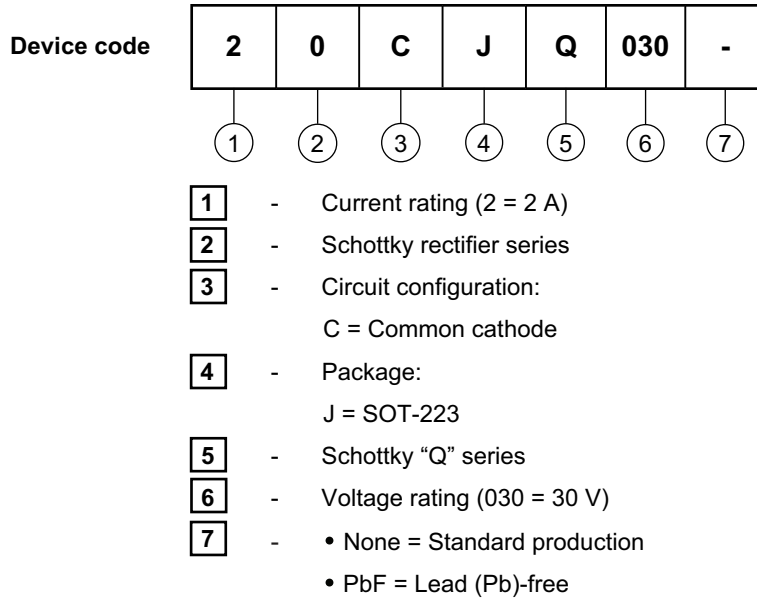 Device code 2 0 C J Q 030 -
1 2 3 4 5 6 7
1 - Current rating (2 = 2 A)
2 - Schottky rectifier series
3 - Circuit configuration:
C = Common cathode
4 - Package:
J = SOT-223
5 - Schottky “Q” series
6 - Voltage rating (030 = 30 V)
7 - • None = Standard production
• PbF = Lead (Pb)-free